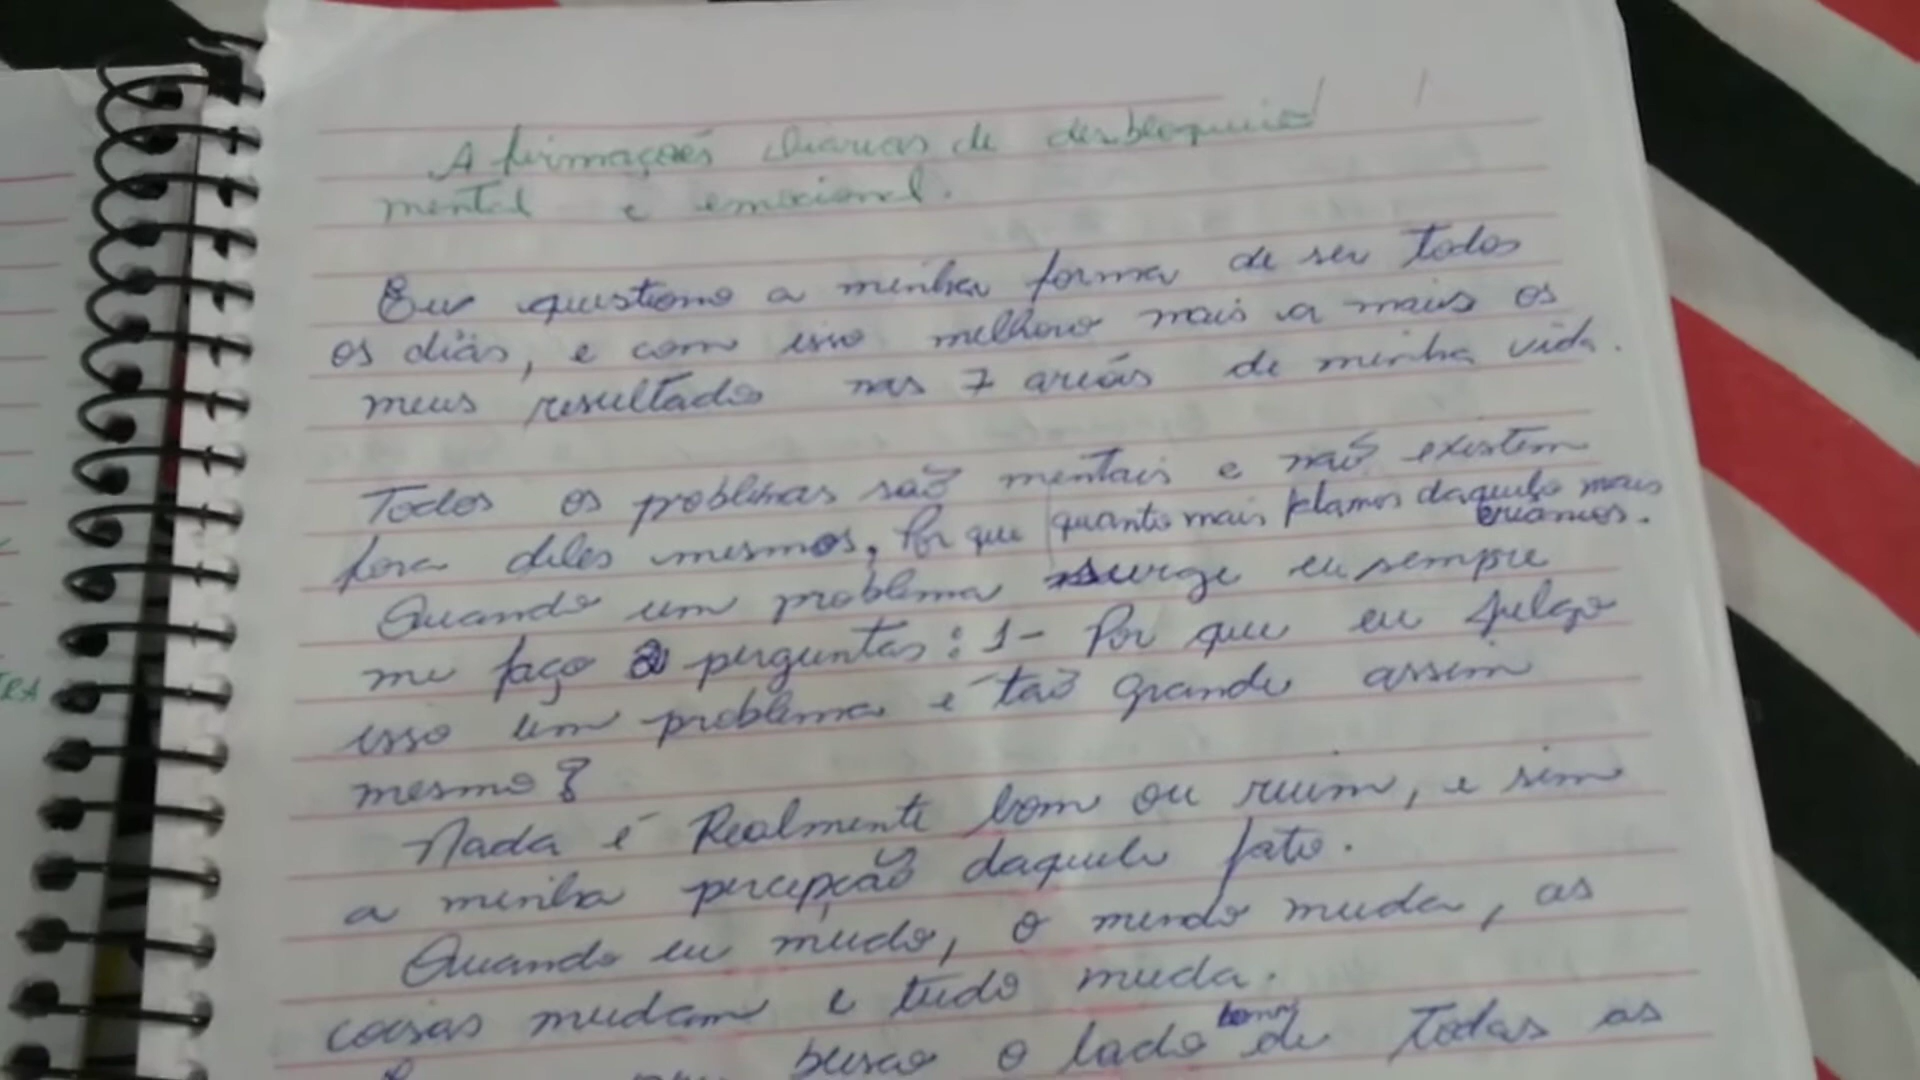 Afirmações diárias de desbloqueio
mental e emocional.
Eu questiono a minha forma de ser todos
os diás, e com isso melhoro mais a mais os
meus resultados nas 7 areás de minha vida.
Todos os problemas são mentais e não existem
fora deles mesmos. Por que quanto mais falamos daquilo mais
criamos.
Quando um problema surge eu sempre
me faço 2 perguntas: 1- Por que eu julgo
isso um problema é tão grande assim
mesmo?
Nada é Realmente bom ou ruim, e sim
a minha percepção daquele fato.
Quando eu mudo, o mundo muda, as
coisas mudam e tudo muda.
busco o lado bom de todas as